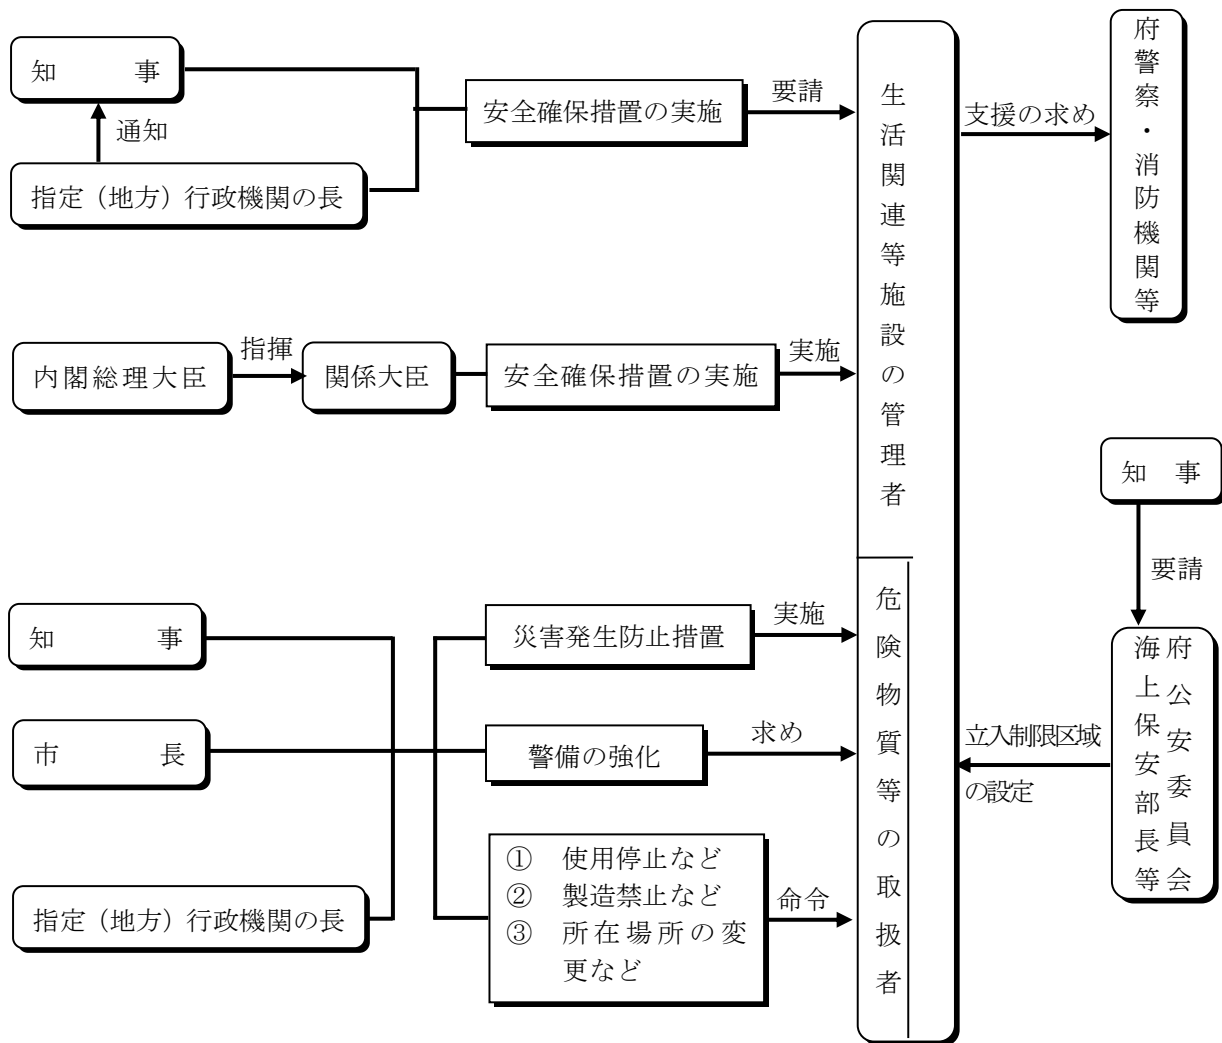 知　　　事
通知
指定（地方）行政機関の長
安全確保措置の実施
要請
生活関連等施設の管理者
支援の求め
府警察・消防機関等
内閣総理大臣
指揮
関係大臣
安全確保措置の実施
実施
知　事
要請
府公安委員会
海上保安部長等
立入制限区域
の設定
知　　　　事
市　　　　長
指定（地方）行政機関の長
災害発生防止措置
実施
警備の強化
求め
①　使用停止など
②　製造禁止など
③　所在場所の変
更など
命令
危険物質等の取扱者